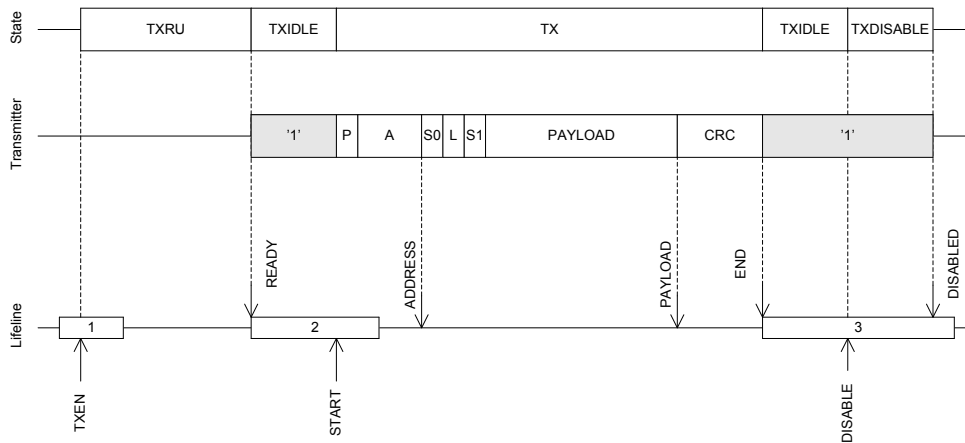 State
TXRU TXIDLE TX TXIDLE TXDISABLE
Transmitter
'1' P A S0 L S1 PAYLOAD CRC '1'
READY
ADDRESS
PAYLOAD
END
DISABLED
Lifeline
1 2 3
TXEN
START
DISABLE